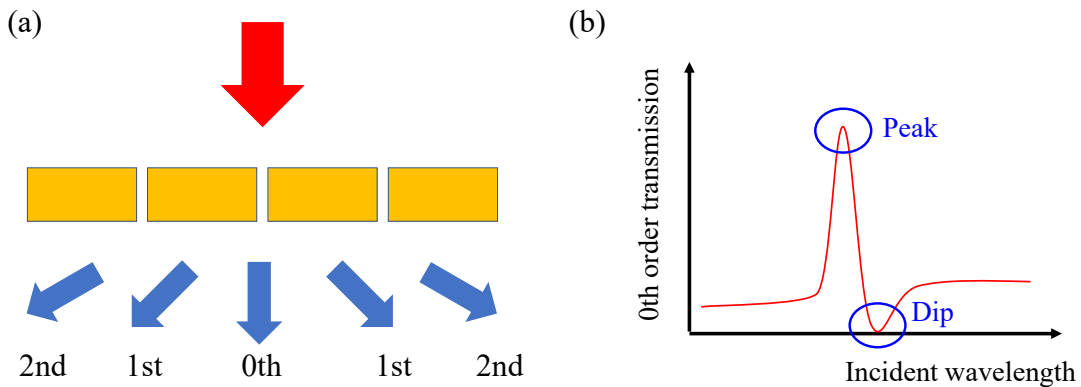 (a)
2nd 1st 0th 1st 2nd
(b)
0th order transmission
Peak
Dip
Incident wavelength